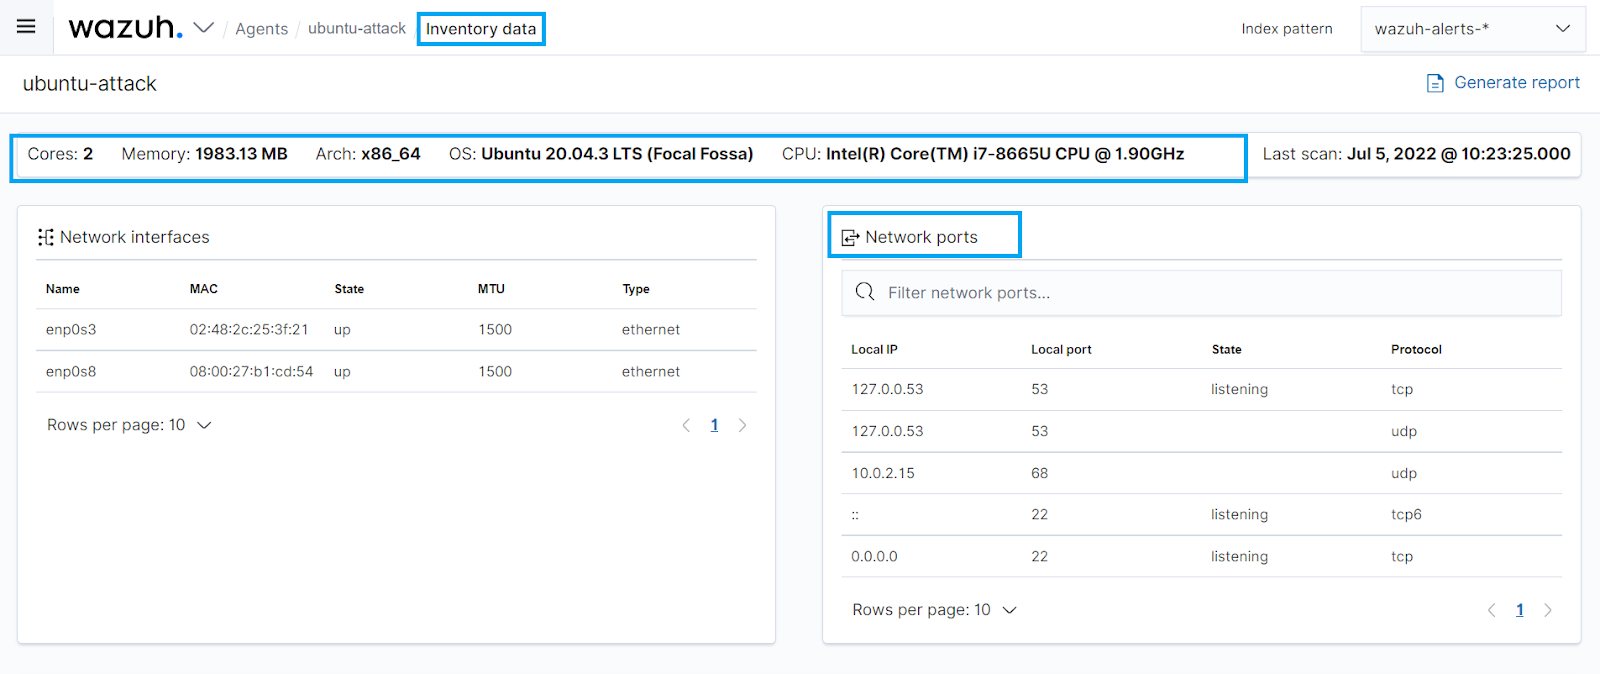 wazuh. / Agents / ubuntu-attack Inventory data Index pattern wazuh-alerts-*
ubuntu-attack Generate report
Cores: 2 Memory: 1983.13 MB Arch: x86_64 OS: Ubuntu 20.04.3 LTS (Focal Fossa) CPU: Intel(R) Core(TM) i7-8665U CPU @ 1.90GHz Last scan: Jul 5, 2022 @ 10:23:25.000
Network interfaces
Name MAC State MTU Type
enp0s3 02:48:2c:25:3f:21 up 1500 ethernet
enp0s8 08:00:27:b1:cd:54 up 1500 ethernet
Rows per page: 10 1
Network ports
Filter network ports...
Local IP Local port State Protocol
127.0.0.53 53 listening tcp
127.0.0.53 53 udp
10.0.2.15 68 udp
:: 22 listening tcp6
0.0.0.0 22 listening tcp
Rows per page: 10 1